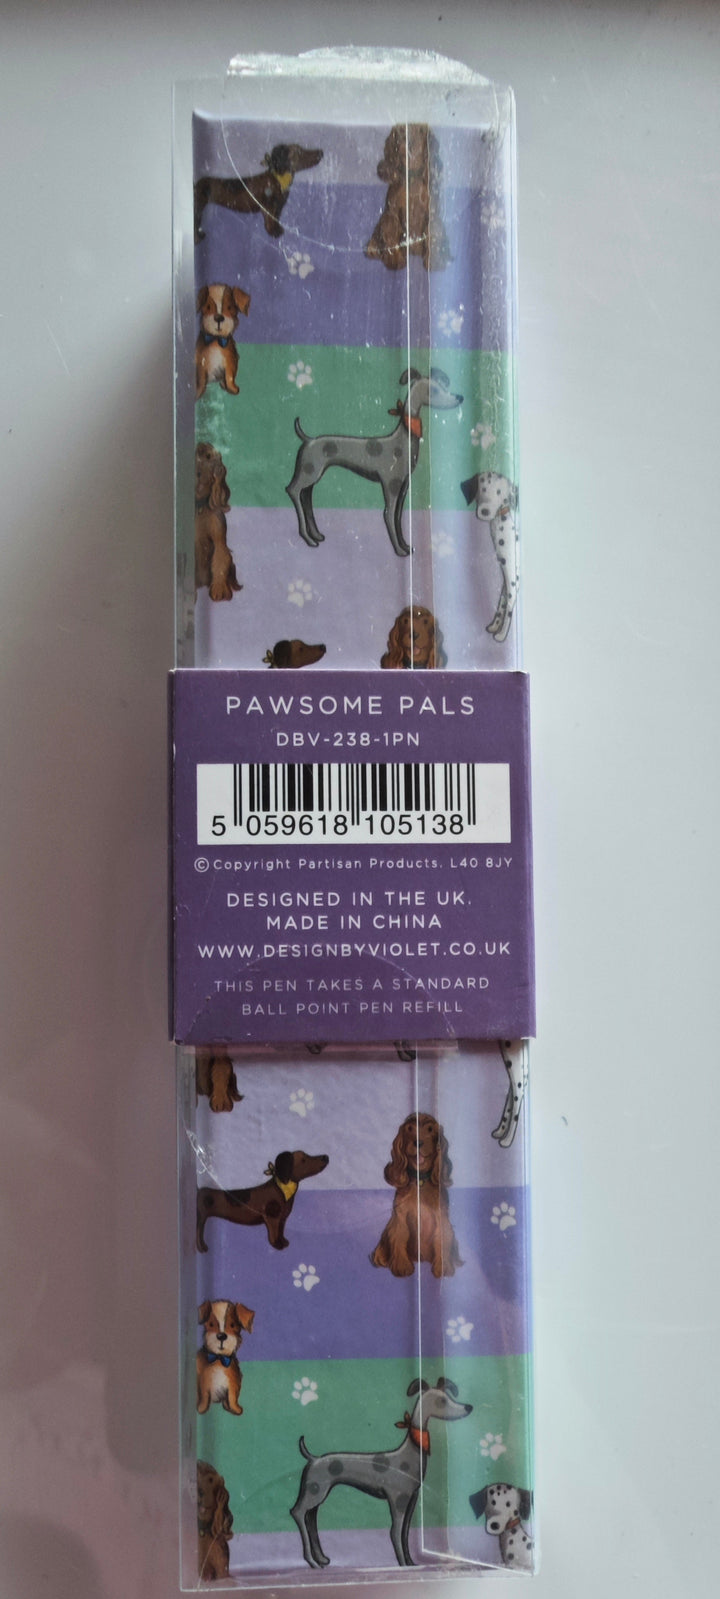 PAWSOME PALS
DBV-238-1PN
5 059618 105138
© Copyright Partisan Products. L40 8JY
DESIGNED IN THE UK.
MADE IN CHINA
WWW.DESIGNBYVIOLET.CO.UK
THIS PEN TAKES A STANDARD
BALL POINT PEN REFILL